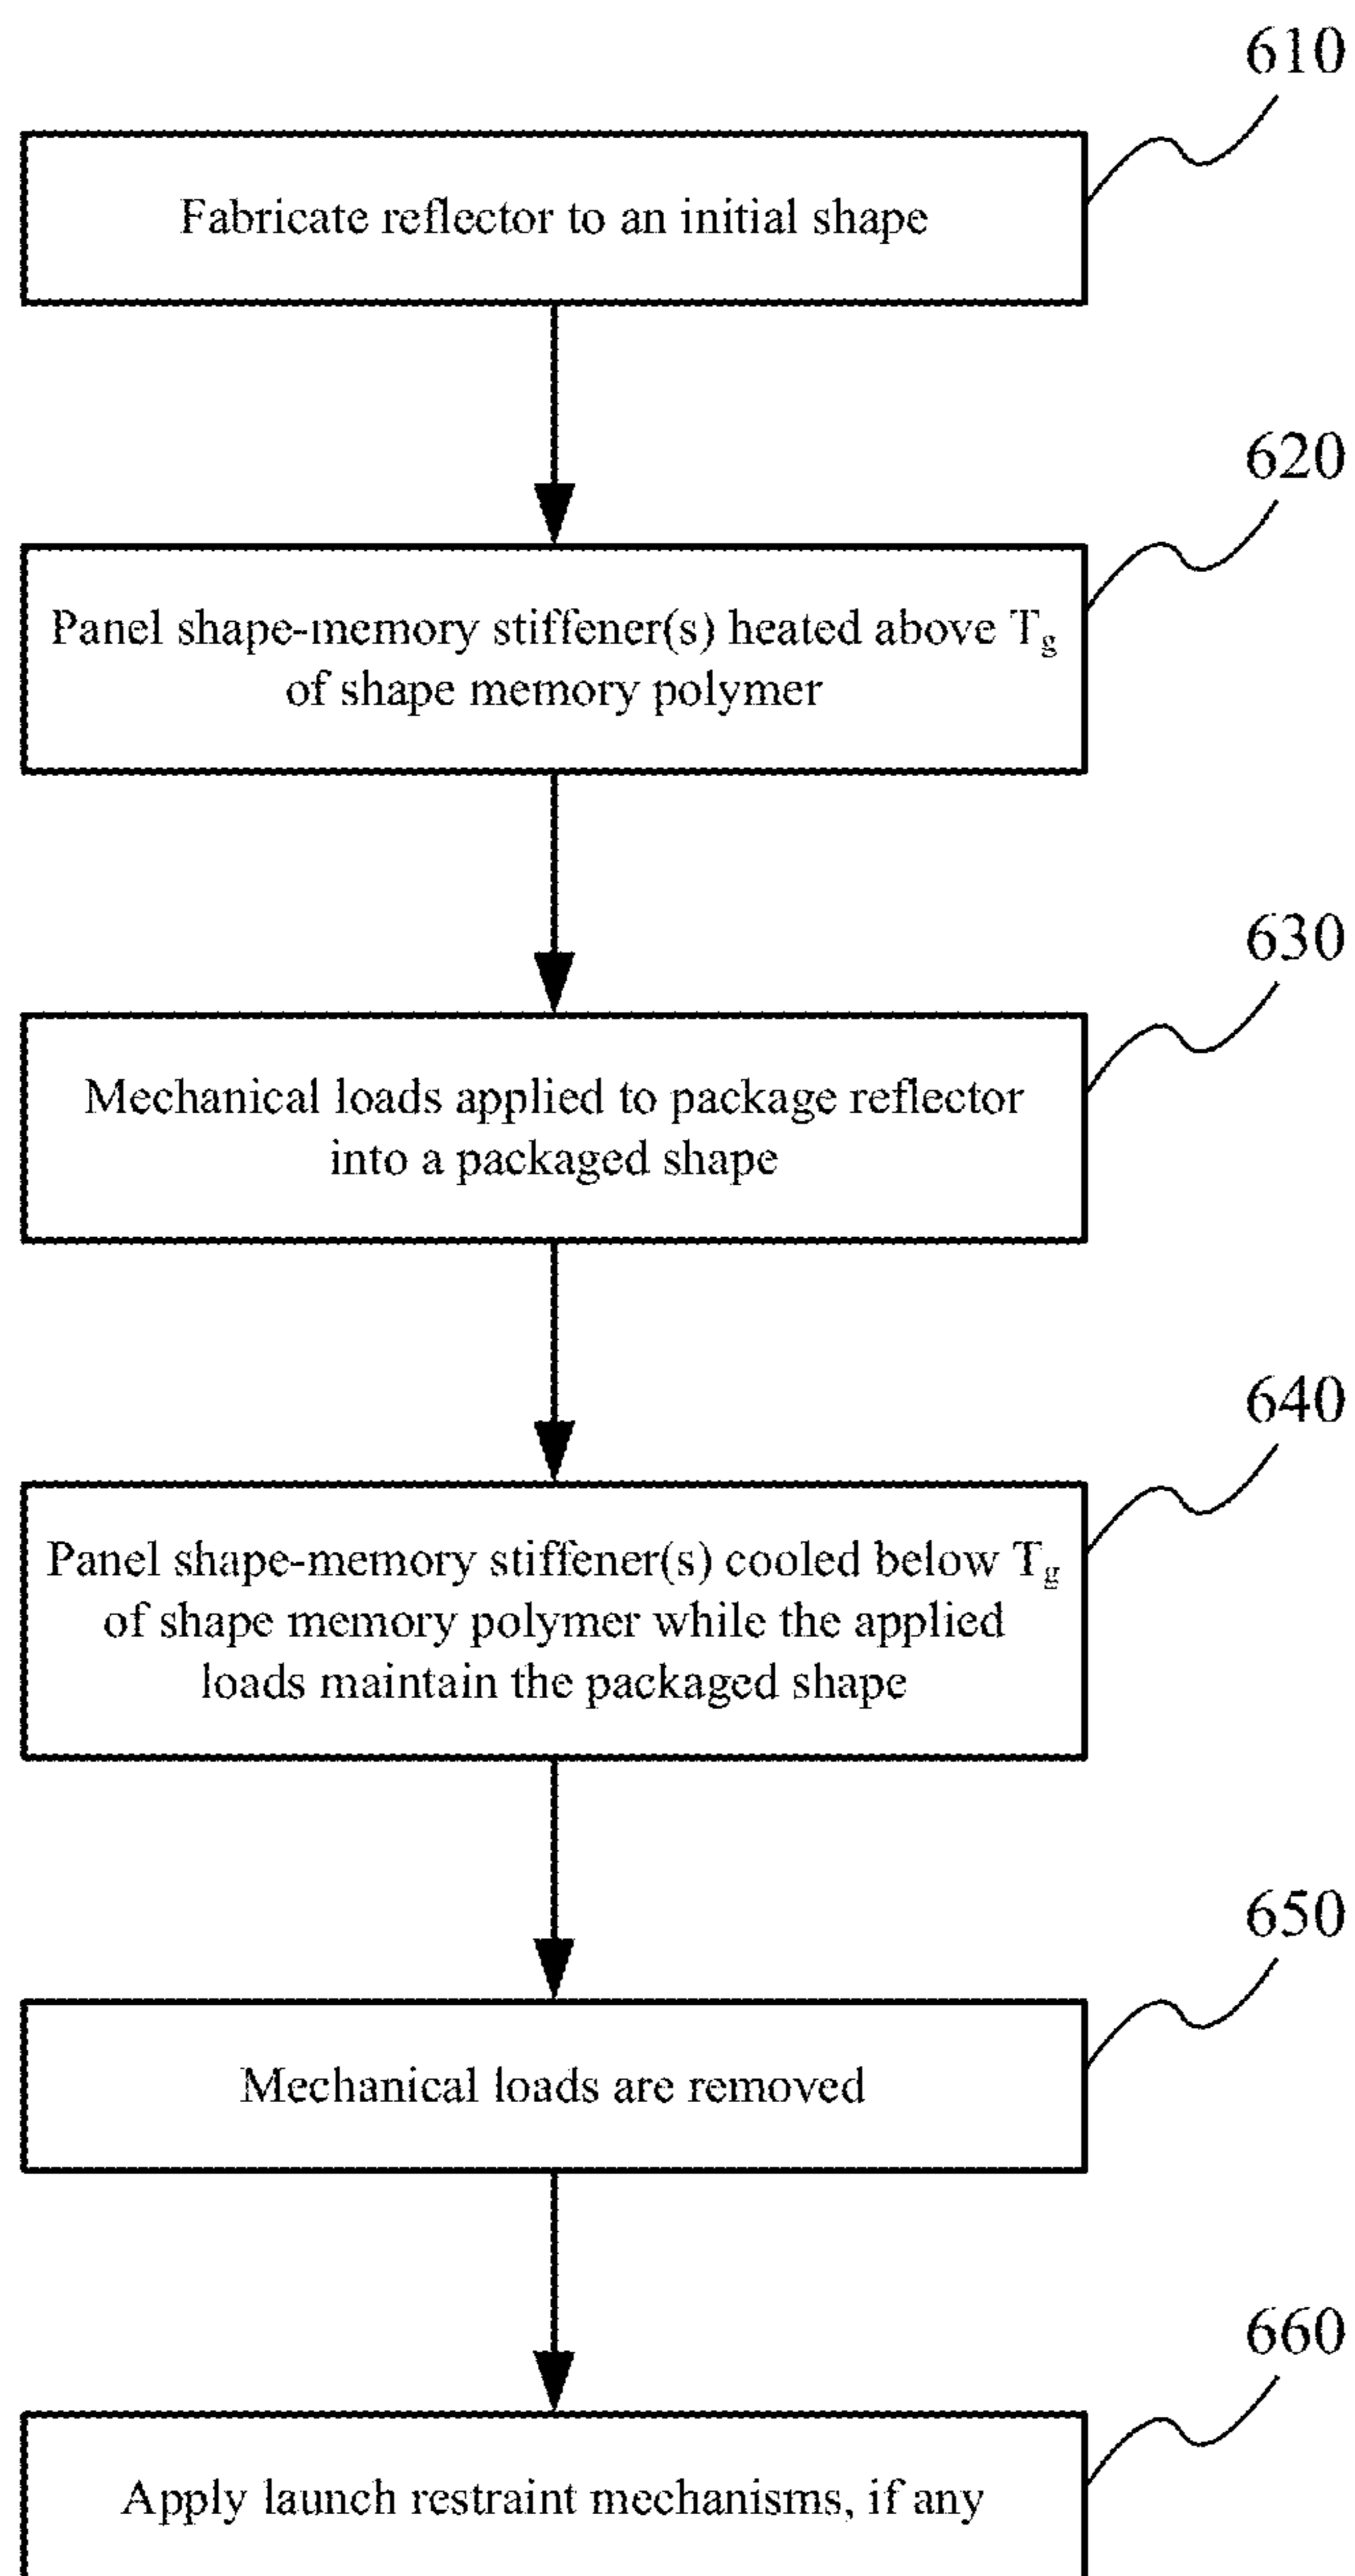 610
Fabricate reflector to an initial shape
620
Panel shape-memory stiffener(s) heated above Tg
of shape memory polymer
630
Mechanical loads applied to package reflector
into a packaged shape
640
Panel shape-memory stiffener(s) cooled below Tg
of shape memory polymer while the applied
loads maintain the packaged shape
650
Mechanical loads are removed
660
Apply launch restraint mechanisms, if any